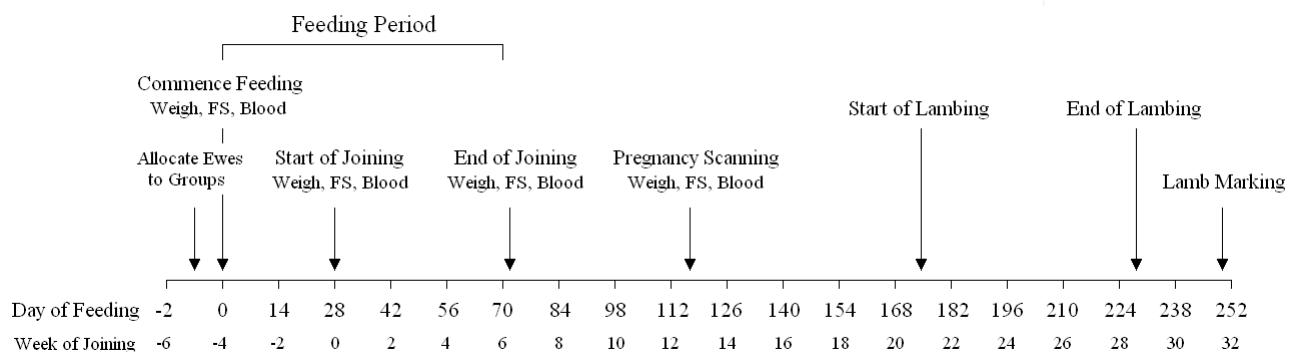 Feeding Period
Commence Feeding
Weigh, FS, Blood
Start of Lambing
End of Lambing
Allocate Ewes
to Groups
Start of Joining
Weigh, FS, Blood
End of Joining
Weigh, FS, Blood
Pregnancy Scanning
Weigh, FS, Blood
Lamb Marking
Day of Feeding -2 0 14 28 42 56 70 84 98 112 126 140 154 168 182 196 210 224 238 252
Week of Joining -6 -4 -2 0 2 4 6 8 10 12 14 16 18 20 22 24 26 28 30 32